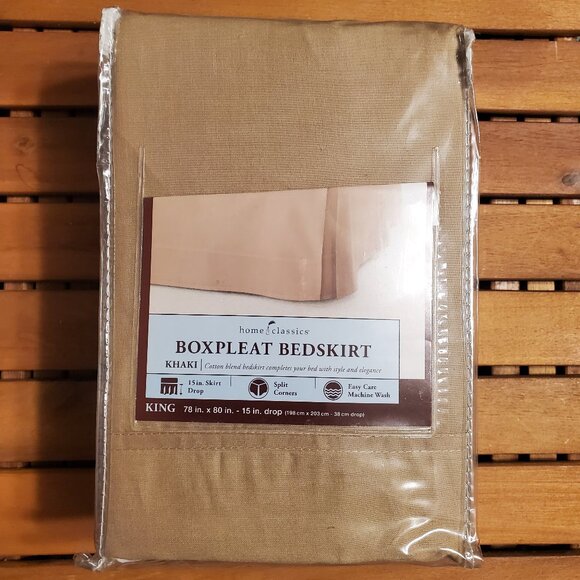 home classics®
BOXPLEAT BEDSKIRT
KHAKI | Cotton blend bedskirt completes your bed with style and elegance
15 in. Skirt Drop
Split Corners
Easy Care Machine Wash
KING 78 in. x 80 in. - 15 in. drop (198 cm x 203 cm - 38 cm drop)